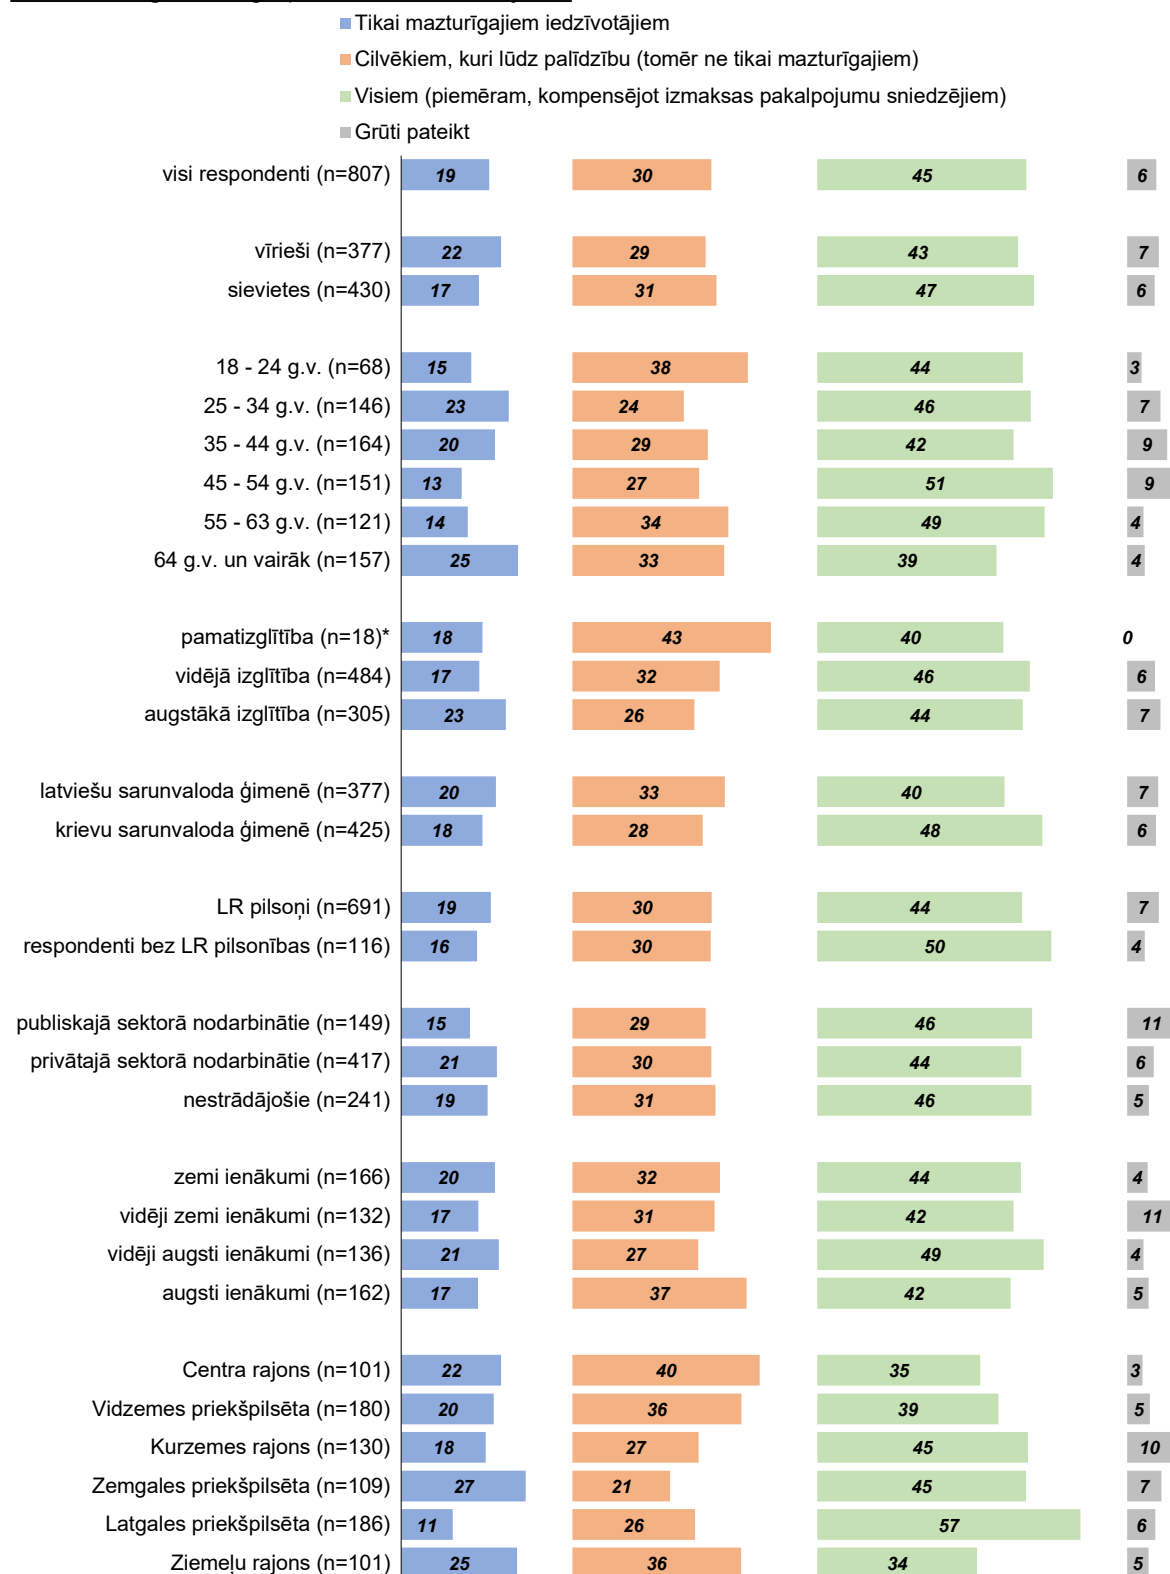 Tikai mazturīgajiem iedzīvotājiem
Cilvēkiem, kuri lūdz palīdzību (tomēr ne tikai mazturīgajiem)
Visiem (piemēram, kompensējot izmaksas pakalpojumu sniedzējiem)
Grūti pateikt
visi respondenti (n=807) 19 30 45 6
vīrieši (n=377) 22 29 43 7
sievietes (n=430) 17 31 47 6
18 - 24 g.v. (n=68) 15 38 44 3
25 - 34 g.v. (n=146) 23 24 46 7
35 - 44 g.v. (n=164) 20 29 42 9
45 - 54 g.v. (n=151) 13 27 51 9
55 - 63 g.v. (n=121) 14 34 49 4
64 g.v. un vairāk (n=157) 25 33 39 4
pamatizglītība (n=18)* 18 43 40 0
vidējā izglītība (n=484) 17 32 46 6
augstākā izglītība (n=305) 23 26 44 7
latviešu sarunvaloda ģimenē (n=377) 20 33 40 7
krievu sarunvaloda ģimenē (n=425) 18 28 48 6
LR pilsoņi (n=691) 19 30 44 7
respondenti bez LR pilsonības (n=116) 16 30 50 4
publiskajā sektorā nodarbinātie (n=149) 15 29 46 11
privātajā sektorā nodarbinātie (n=417) 21 30 44 6
nestrādājošie (n=241) 19 31 46 5
zemi ienākumi (n=166) 20 32 44 4
vidēji zemi ienākumi (n=132) 17 31 42 11
vidēji augsti ienākumi (n=136) 21 27 49 4
augsti ienākumi (n=162) 17 37 42 5
Centra rajons (n=101) 22 40 35 3
Vidzemes priekšpilsēta (n=180) 20 36 39 5
Kurzemes rajons (n=130) 18 27 45 10
Zemgales priekšpilsēta (n=109) 27 21 45 7
Latgales priekšpilsēta (n=186) 11 26 57 6
Ziemeļu rajons (n=101) 25 36 34 5